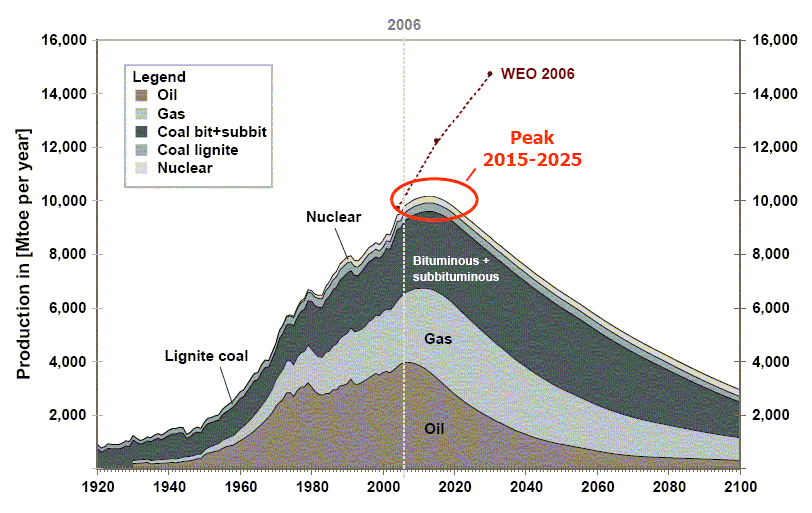 2006
16,000
14,000
12,000
10,000
8,000
6,000
4,000
2,000
Production in [Mtoe per year]
Legend
Oil
Gas
Coal bit+subbit
Coal lignite
Nuclear
WEO 2006
Peak
2015-2025
Nuclear
Lignite coal
Bituminous +
subbituminous
Gas
Oil
16,000
14,000
12,000
10,000
8,000
6,000
4,000
2,000
1920 1940 1960 1980 2000 2020 2040 2060 2080 2100